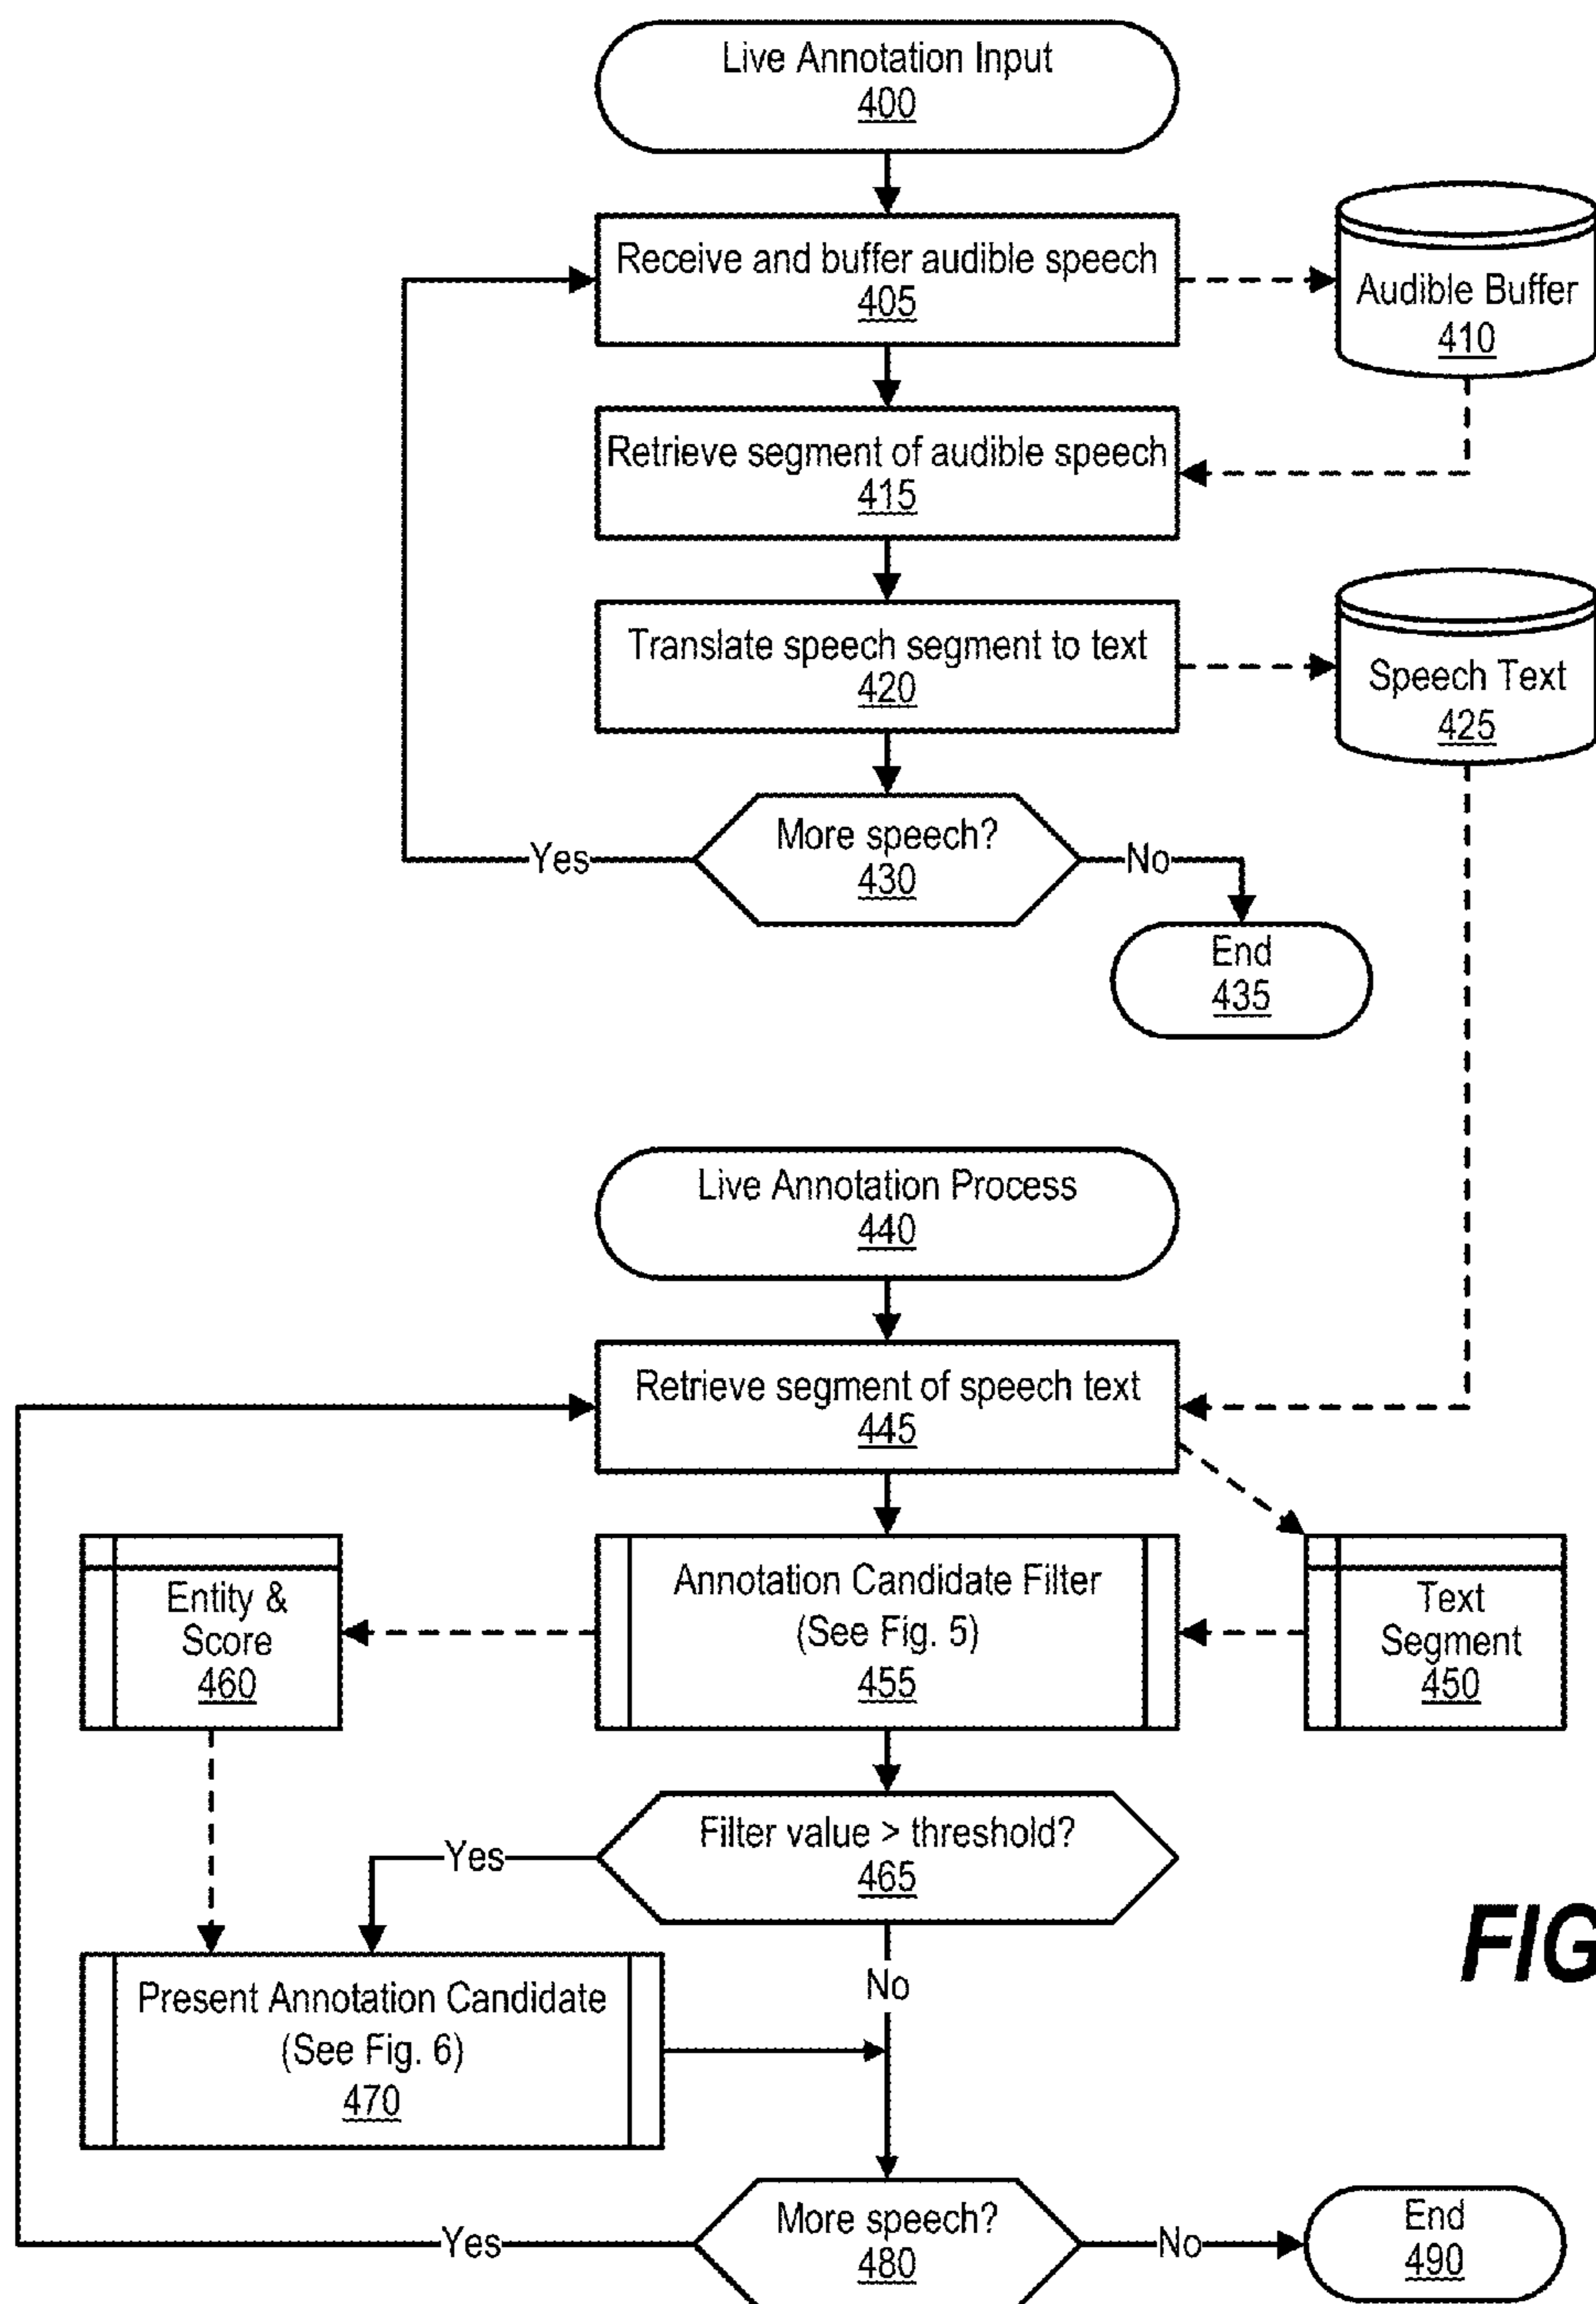 Live Annotation Input
400
Receive and buffer audible speech
405
Audible Buffer
410
Retrieve segment of audible speech
415
Translate speech segment to text
420
Speech Text
425
More speech?
430
Yes
No
End
435
Live Annotation Process
440
Retrieve segment of speech text
445
Entity &
Score
460
Annotation Candidate Filter
(See Fig. 5)
455
Text
Segment
450
Filter value > threshold?
465
Yes
No
FIG
Present Annotation Candidate
(See Fig. 6)
470
More speech?
480
Yes
No
End
490